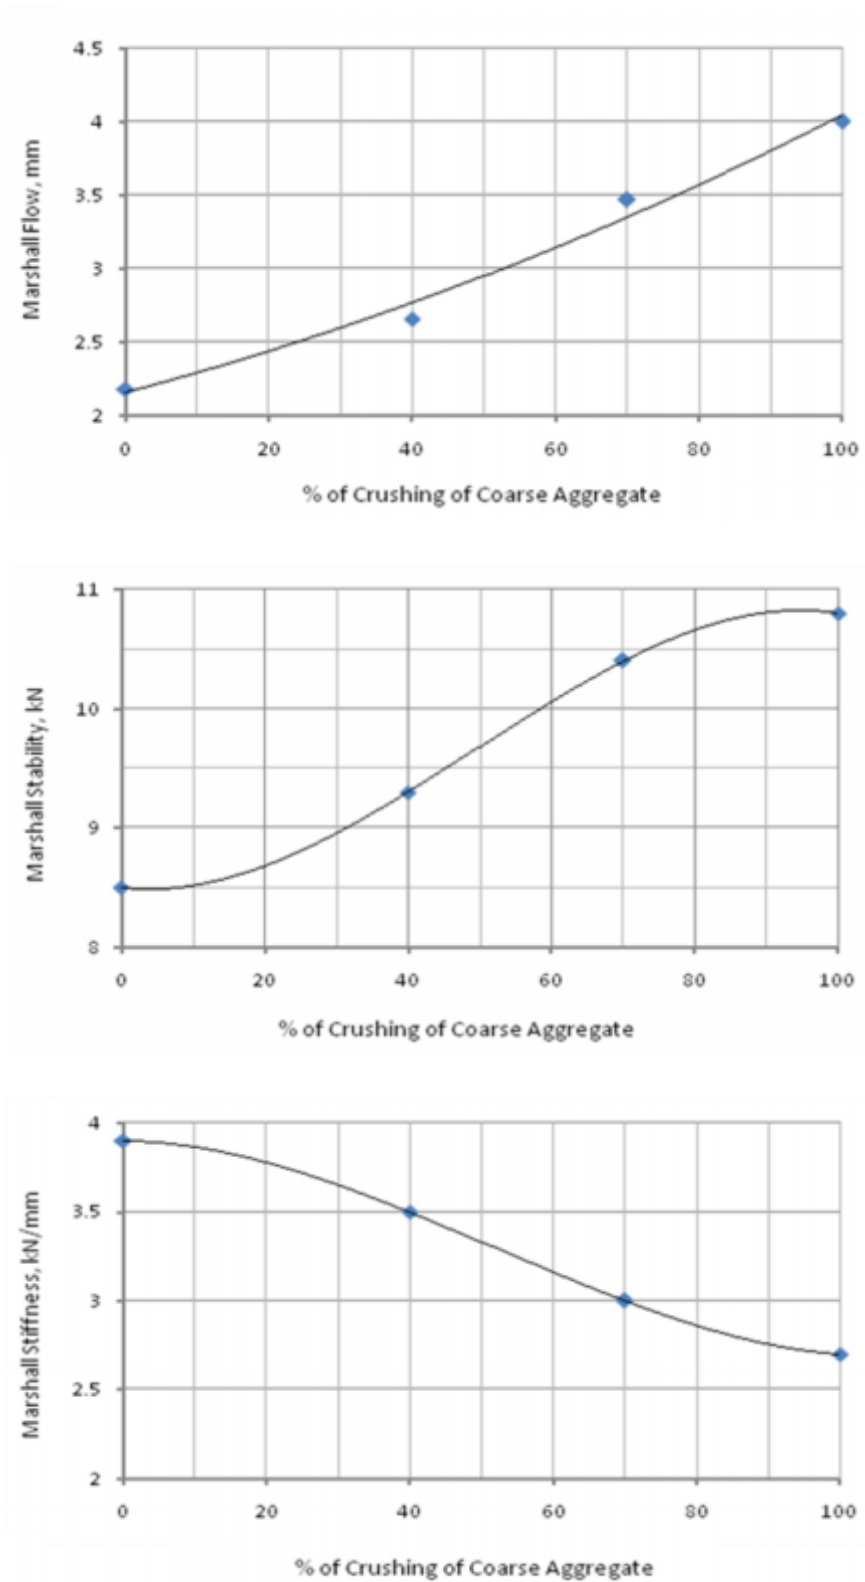 4.5
4
3.5
3
2.5
2
Marshall Flow, mm
0 20 40 60 80 100
% of Crushing of Coarse Aggregate
11
10
9
8
Marshall Stability, kN
0 20 40 60 80 100
% of Crushing of Coarse Aggregate
4
3.5
3
2.5
2
Marshall Stiffness, kN/mm
0 20 40 60 80 100
% of Crushing of Coarse Aggregate